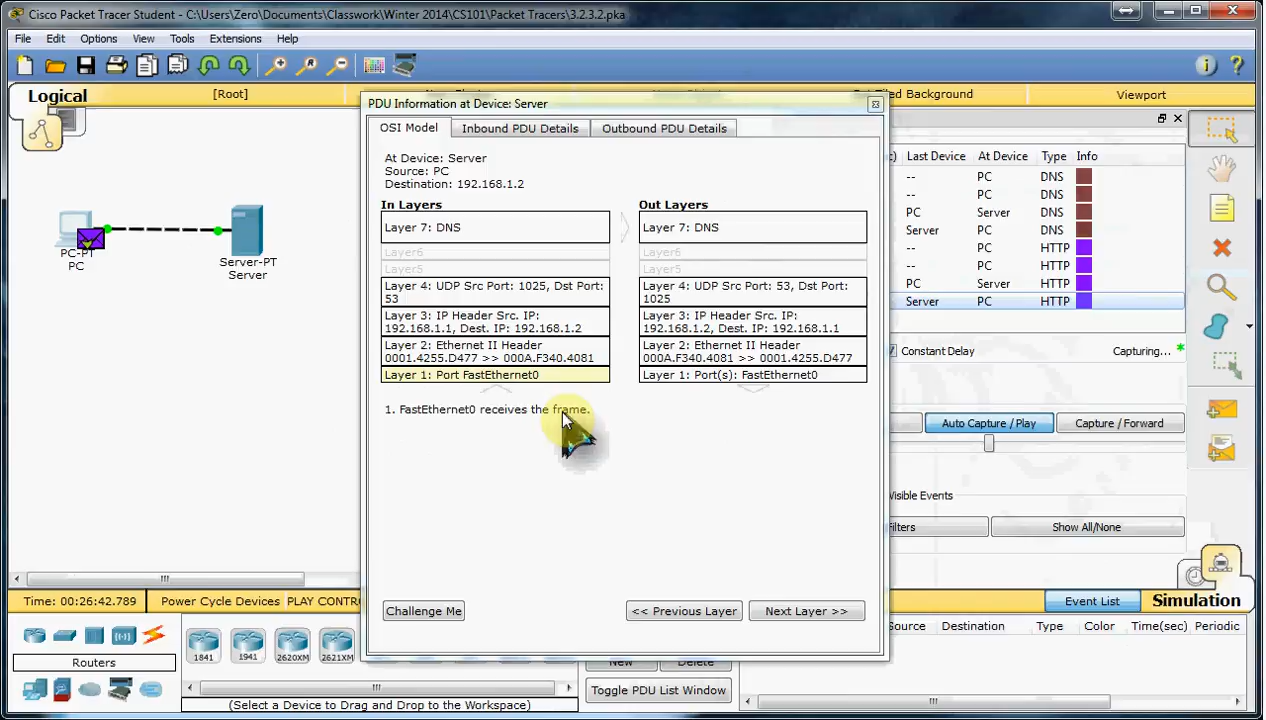 Cisco Packet Tracer Student - C:\Users\Zero\Documents\Classwork\Winter 2014\CS101\Packet Tracers\3.2.3.2.pka
File Edit Options View Tools Extensions Help
Logical
[Root]
Tiled Background
Viewport
PDU Information at Device: Server
OSI Model
Inbound PDU Details
Outbound PDU Details
At Device: Server
Source: PC
Destination: 192.168.1.2
In Layers
Layer 7: DNS
Layer6
Layer5
Layer 4: UDP Src Port: 1025, Dst Port:
53
Layer 3: IP Header Src. IP:
192.168.1.1, Dest. IP: 192.168.1.2
Layer 2: Ethernet II Header
0001.4255.D477 >> 000A.F340.4081
Layer 1: Port FastEthernet0
Out Layers
Layer 7: DNS
Layer6
Layer5
Layer 4: UDP Src Port: 53, Dst Port:
1025
Layer 3: IP Header Src. IP:
192.168.1.2, Dest. IP: 192.168.1.1
Layer 2: Ethernet II Header
000A.F340.4081 >> 0001.4255.D477
Layer 1: Port(s): FastEthernet0
1. FastEthernet0 receives the frame.
Challenge Me
<< Previous Layer
Next Layer >>
PC-PT
PC
Server-PT
Server
Last Device At Device Type Info
-- PC DNS
-- PC DNS
PC Server DNS
Server PC DNS
-- PC HTTP
-- PC HTTP
PC Server HTTP
Server PC HTTP
Constant Delay
Capturing...
Auto Capture / Play
Capture / Forward
Visible Events
Filters
Show All/None
Time: 00:26:42.789
Power Cycle Devices
PLAY CONTR
Event List
Simulation
Routers
1841
1941
2620XM
2621XM
(Select a Device to Drag and Drop to the Workspace)
New
Delete
Toggle PDU List Window
Source Destination Type Color Time(sec) Periodic